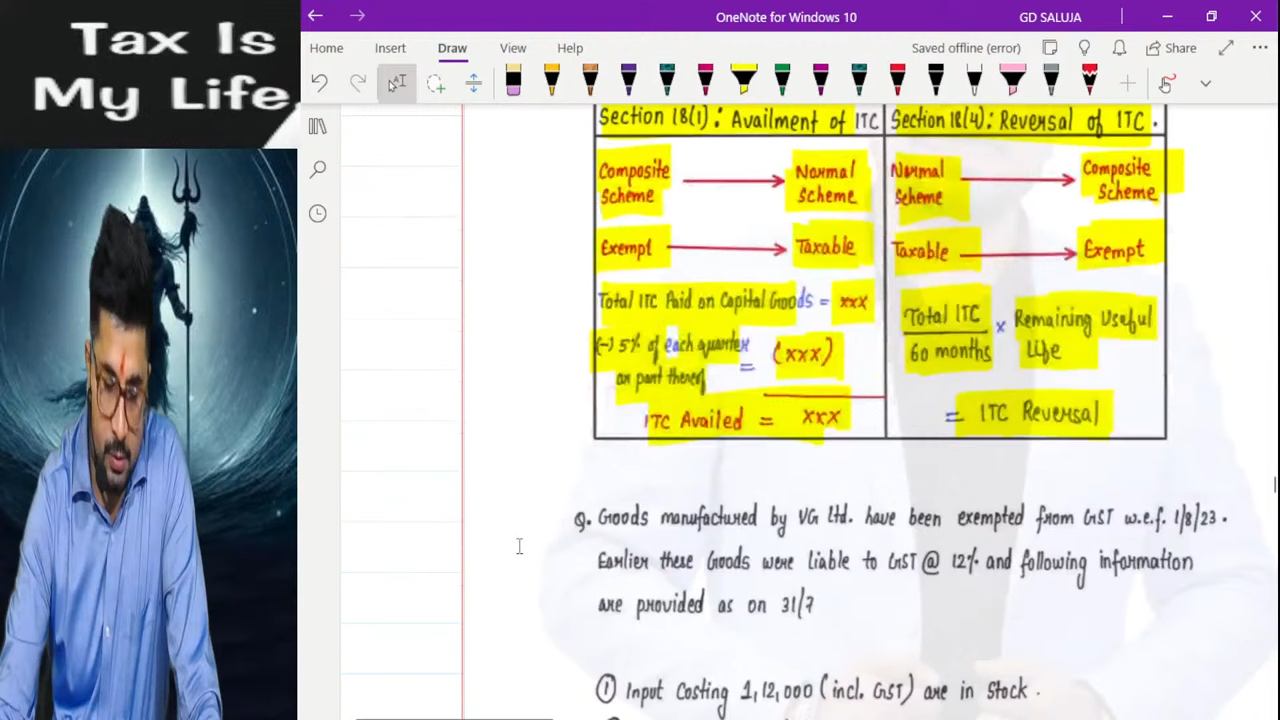 Tax Is
My Life.
OneNote for Windows 10
GD SALUJA
Home Insert Draw View Help
Saved offline (error)
Share
Section 18(1): Availment of ITC
Section 18(4): Reversal of ITC.
Composite Scheme → Normal Scheme
Normal Scheme → Composite Scheme
Exempt → Taxable
Taxable → Exempt
Total ITC Paid on Capital Goods = xxx
(-) 5% of each quarter
or part thereof = (xxx)
ITC Availed = xxx
Total ITC / 60 months × Remaining Useful Life
= ITC Reversal
Q. Goods manufactured by VG Ltd. have been exempted from GST w.e.f. 1/8/23.
Earlier these Goods were liable to GST @ 12% and following information
are provided as on 31/7
① Input Costing 1,12,000 (incl. GST) are in Stock.